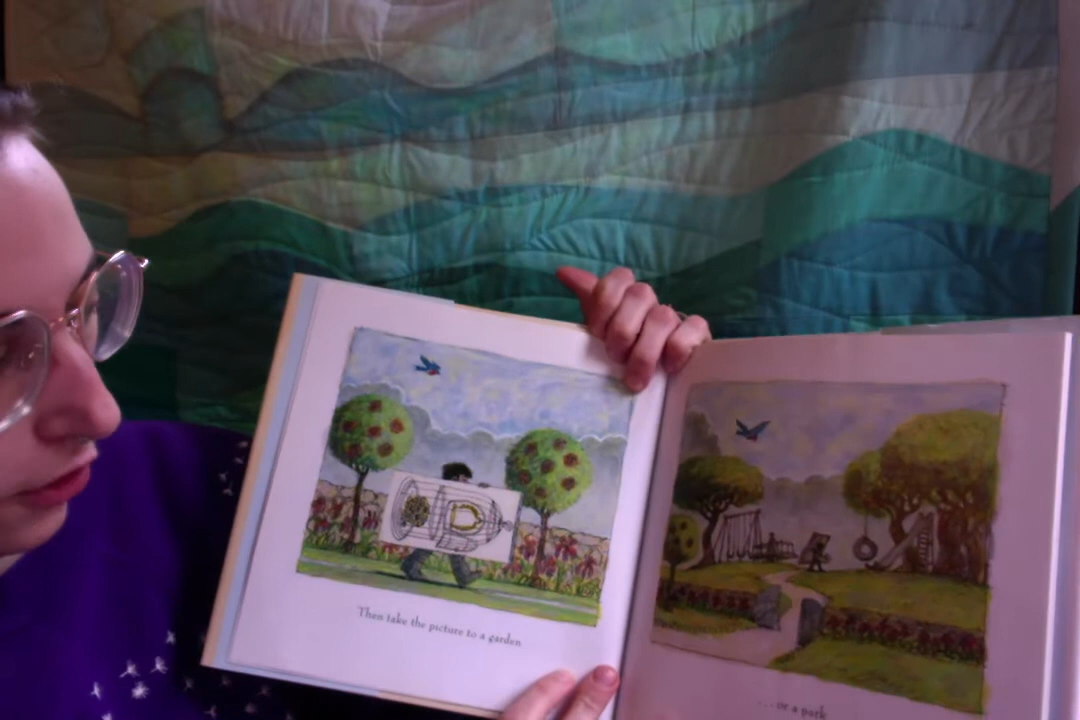 Then take the picture to a garden
. . . or a park